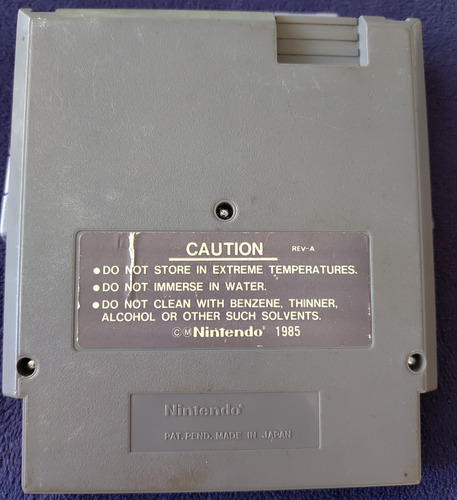 CAUTION REV-A
● DO NOT STORE IN EXTREME TEMPERATURES.
● DO NOT IMMERSE IN WATER.
● DO NOT CLEAN WITH BENZENE, THINNER,
ALCOHOL OR OTHER SUCH SOLVENTS.
©Ⓜ Nintendo® 1985
Nintendo®
PAT. PEND. MADE IN JAPAN